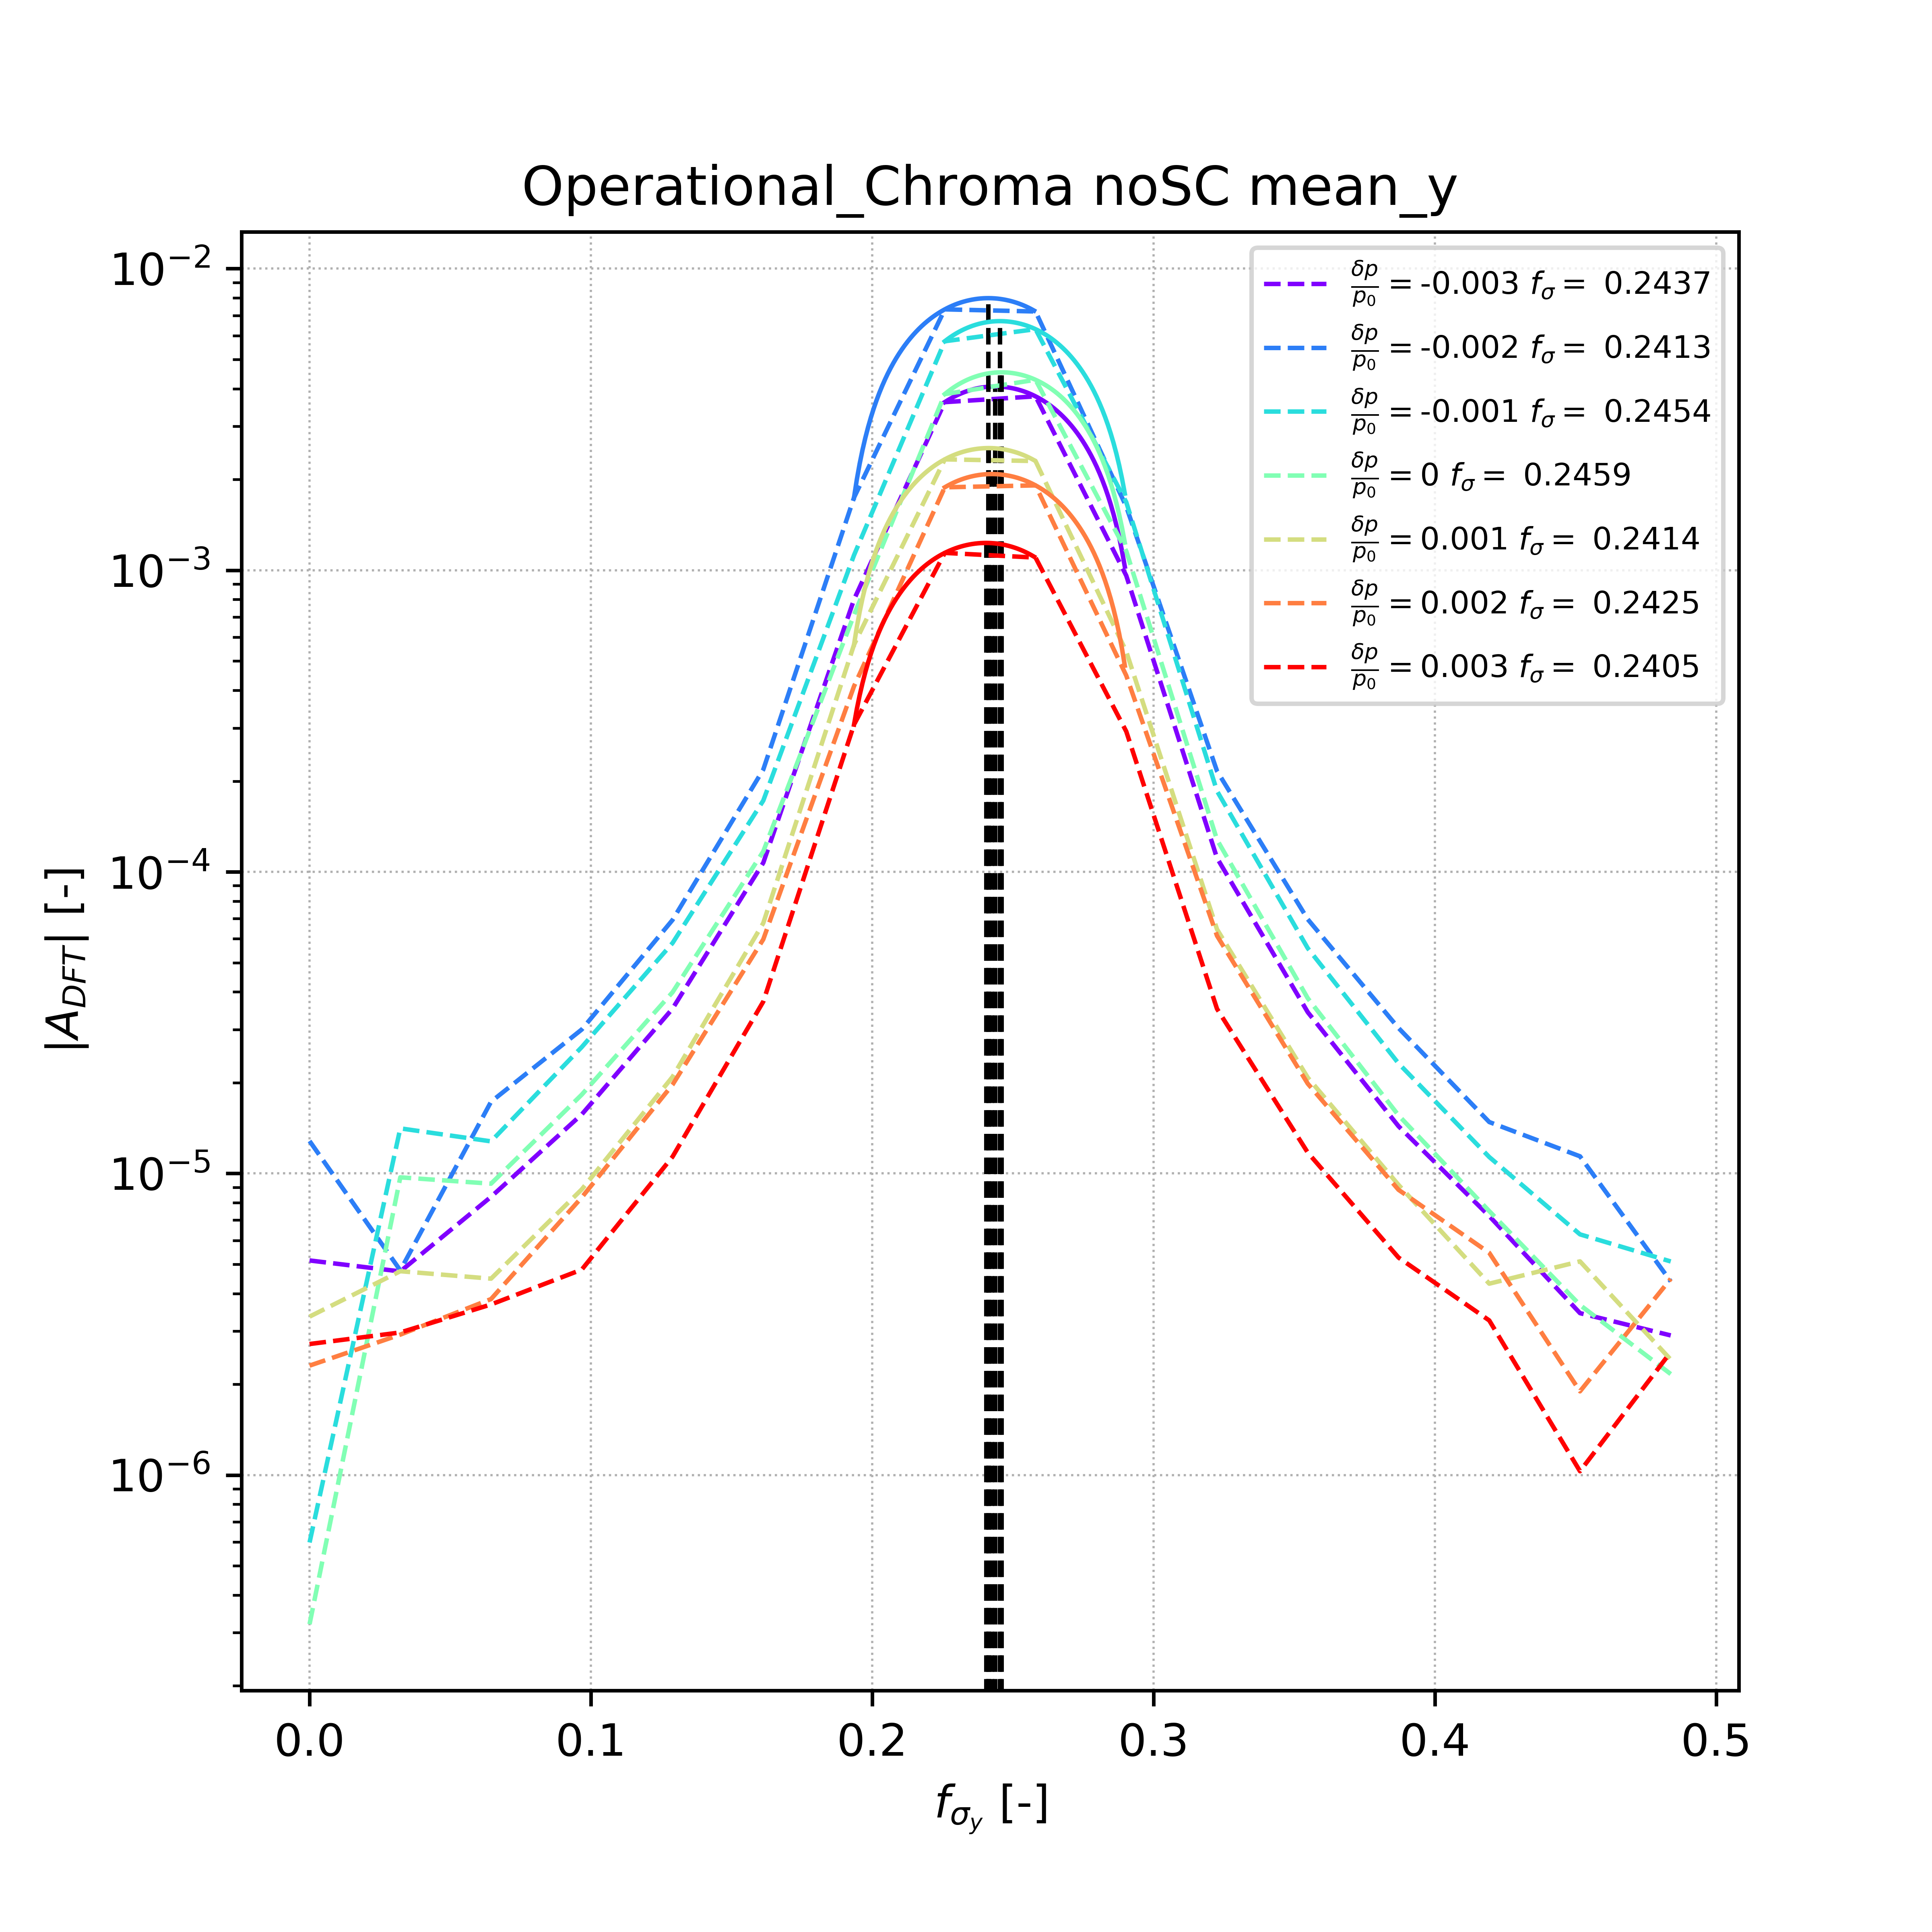 Operational_Chroma noSC mean_y
10⁻²
10⁻³
10⁻⁴
10⁻⁵
10⁻⁶
|A_DFT| [-]
δp/p₀ = -0.003 f_σ = 0.2437
δp/p₀ = -0.002 f_σ = 0.2413
δp/p₀ = -0.001 f_σ = 0.2454
δp/p₀ = 0 f_σ = 0.2459
δp/p₀ = 0.001 f_σ = 0.2414
δp/p₀ = 0.002 f_σ = 0.2425
δp/p₀ = 0.003 f_σ = 0.2405
0.0 0.1 0.2 0.3 0.4 0.5
f_σ_y [-]